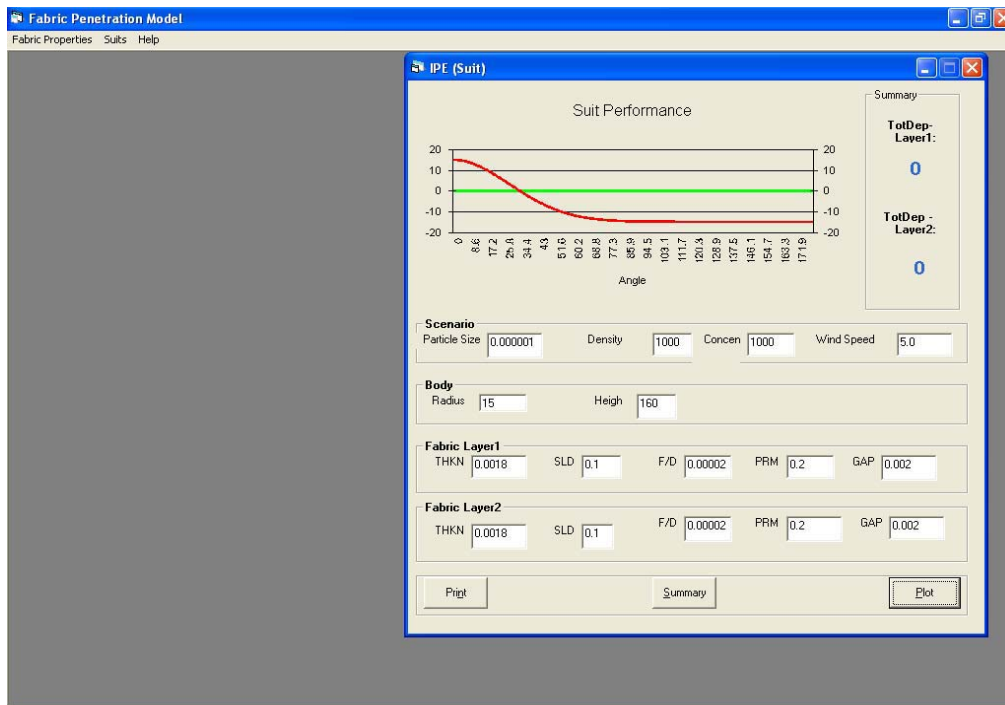 Fabric Penetration Model
Fabric Properties Suits Help
IPE (Suit)
Suit Performance
20 20
10 10
0 0
-10 -10
-20 -20
0 8.6 17.2 25.8 34.4 43 51.6 60.2 68.8 77.3 85.9 94.5 103.1 111.7 120.3 128.9 137.5 146.1 154.7 163.3 171.9
Angle
Summary
TotDep-
Layer1:
0
TotDep -
Layer2:
0
Scenario
Particle Size 0.000001 Density 1000 Concen 1000 Wind Speed 5.0
Body
Radius 15 Heigh 160
Fabric Layer1
THKN 0.0018 SLD 0.1 F/D 0.00002 PRM 0.2 GAP 0.002
Fabric Layer2
THKN 0.0018 SLD 0.1 F/D 0.00002 PRM 0.2 GAP 0.002
Print Summary Plot